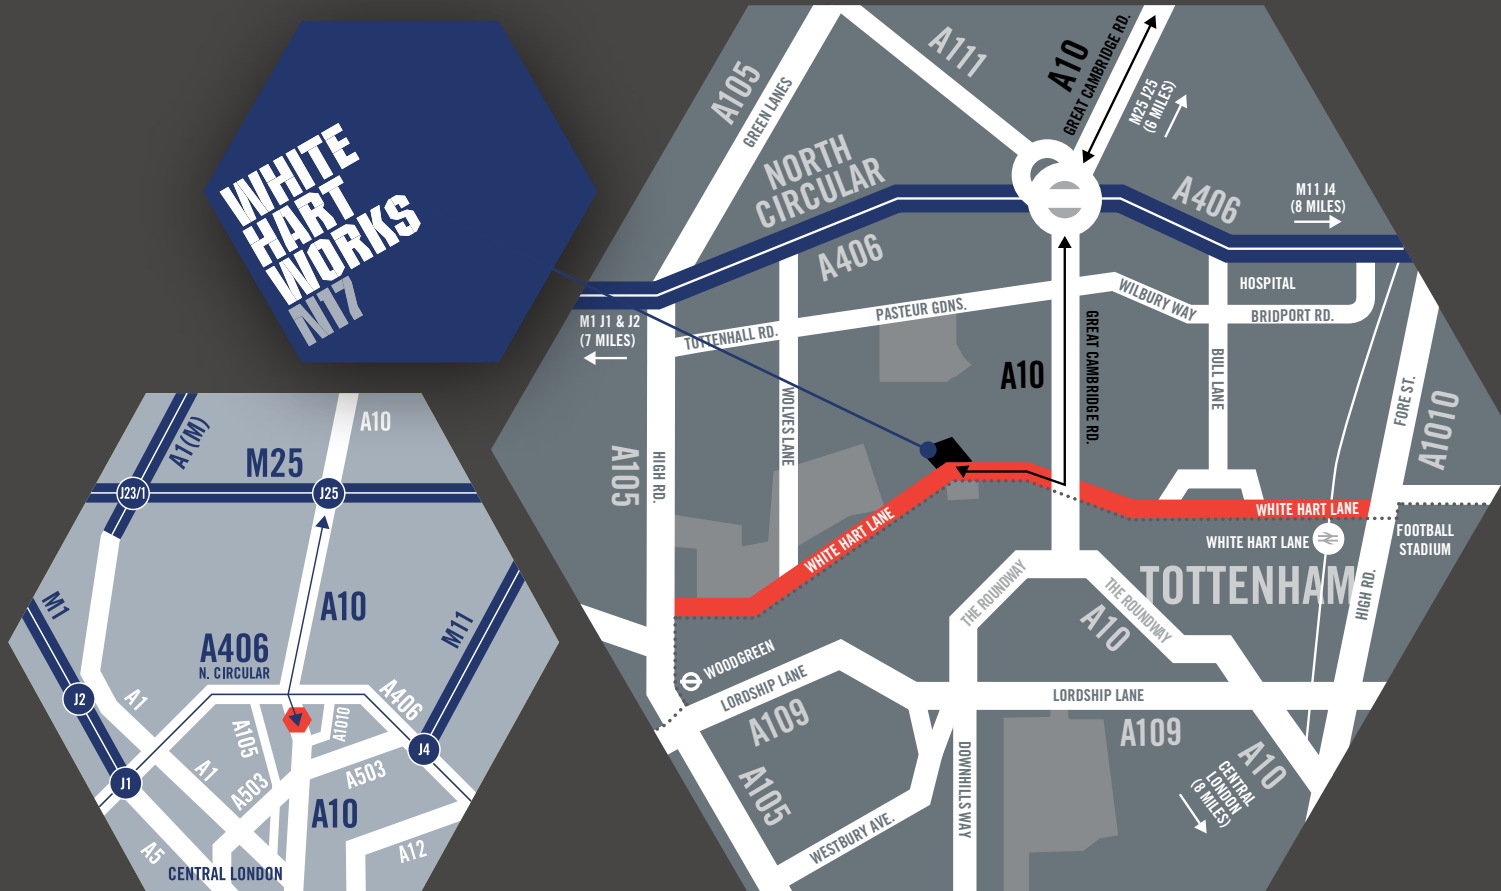 WHITE
HART
WORKS
N17
A105
GREEN LANES
A111
A10
GREAT CAMBRIDGE RD.
M25 J25
(6 MILES)
NORTH
CIRCULAR
A406
A406
M11 J4
(8 MILES)
M1 J1 & J2
(7 MILES)
TOTTENHALL RD.
PASTEUR GDNS.
WILBURY WAY
HOSPITAL
BRIDPORT RD.
A10
GREAT CAMBRIDGE RD.
BULL LANE
FORE ST.
A1010
WOLVES LANE
A105
HIGH RD.
WHITE HART LANE
WHITE HART LANE
WHITE HART LANE
FOOTBALL
STADIUM
TOTTENHAM
HIGH RD.
THE ROUNDWAY
THE ROUNDWAY
A10
WOODGREEN
LORDSHIP LANE
A109
LORDSHIP LANE
A109
A105
WESTBURY AVE.
DOWNHILLS WAY
A10
CENTRAL
LONDON
(8 MILES)
A1(M)
A10
M25
J23/1
J25
M1
A10
M11
A406
N. CIRCULAR
J2
A1
A406
A105
A1010
J4
J1
A1
A503
A503
A10
A5
A12
CENTRAL LONDON